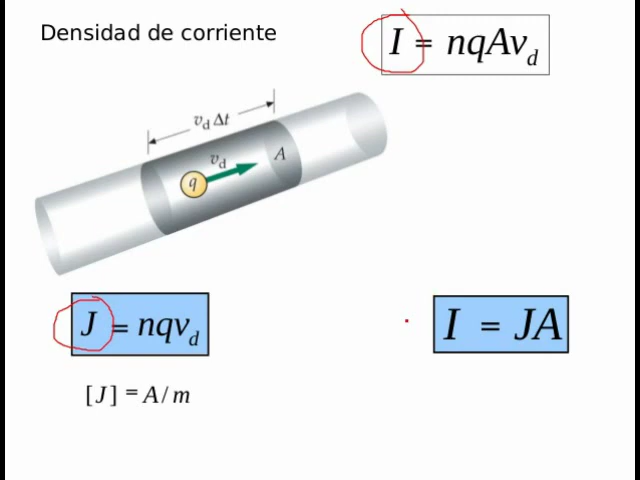 Densidad de corriente
I = nqAv_d
v_d Δt
v_d
A
q
J = nqv_d
I = JA
[J] = A/m